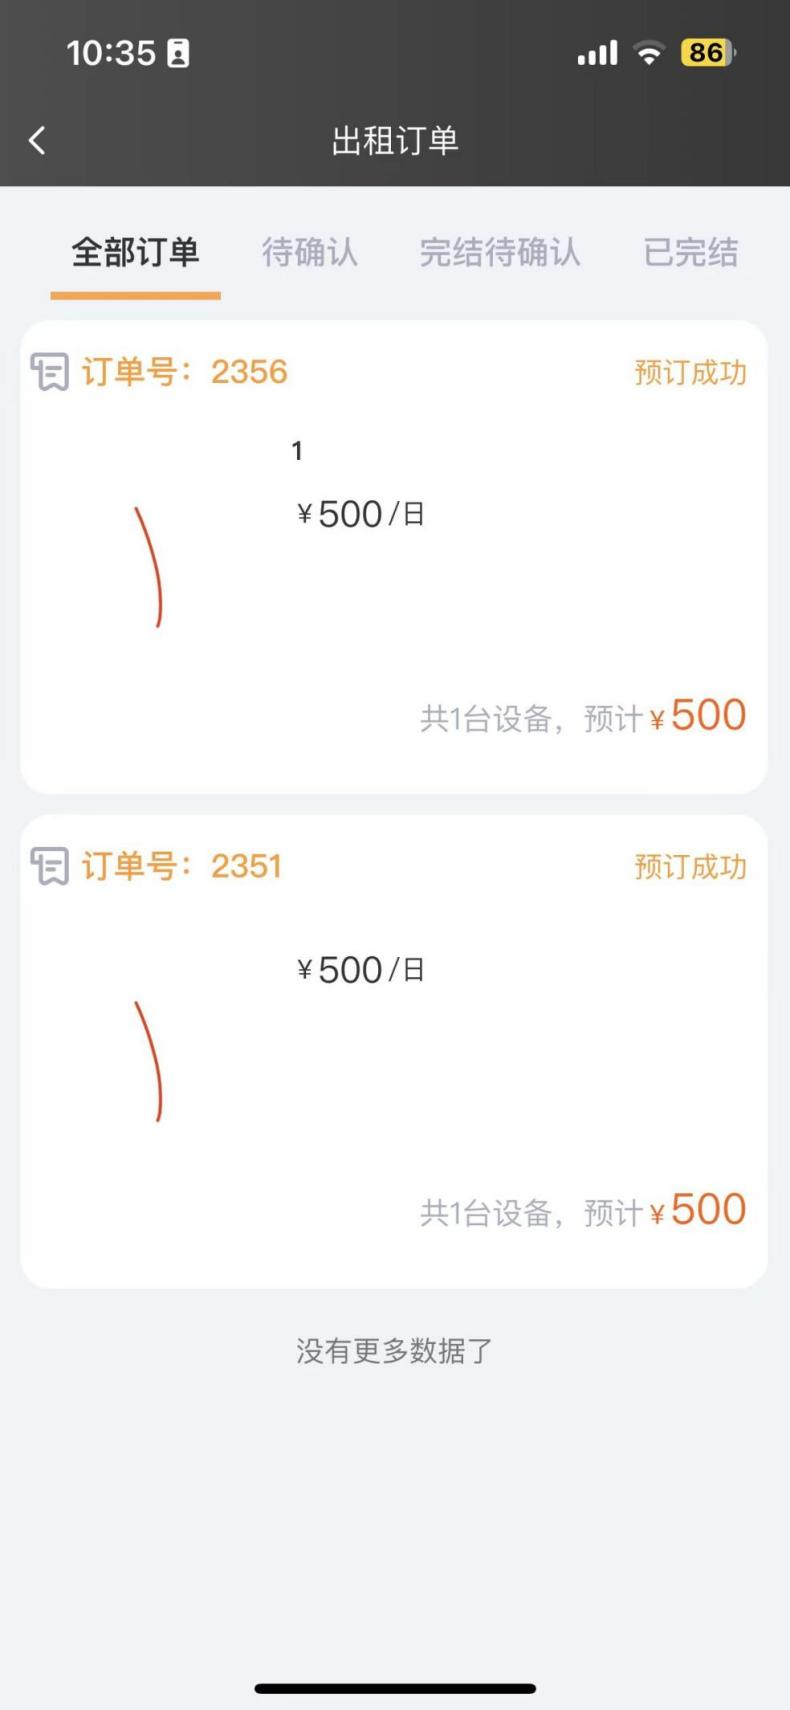 10:35 86
出租订单
全部订单 待确认 完结待确认 已完结
订单号：2356 预订成功
1
¥500/日
共1台设备，预计¥500
订单号：2351 预订成功
¥500/日
共1台设备，预计¥500
没有更多数据了